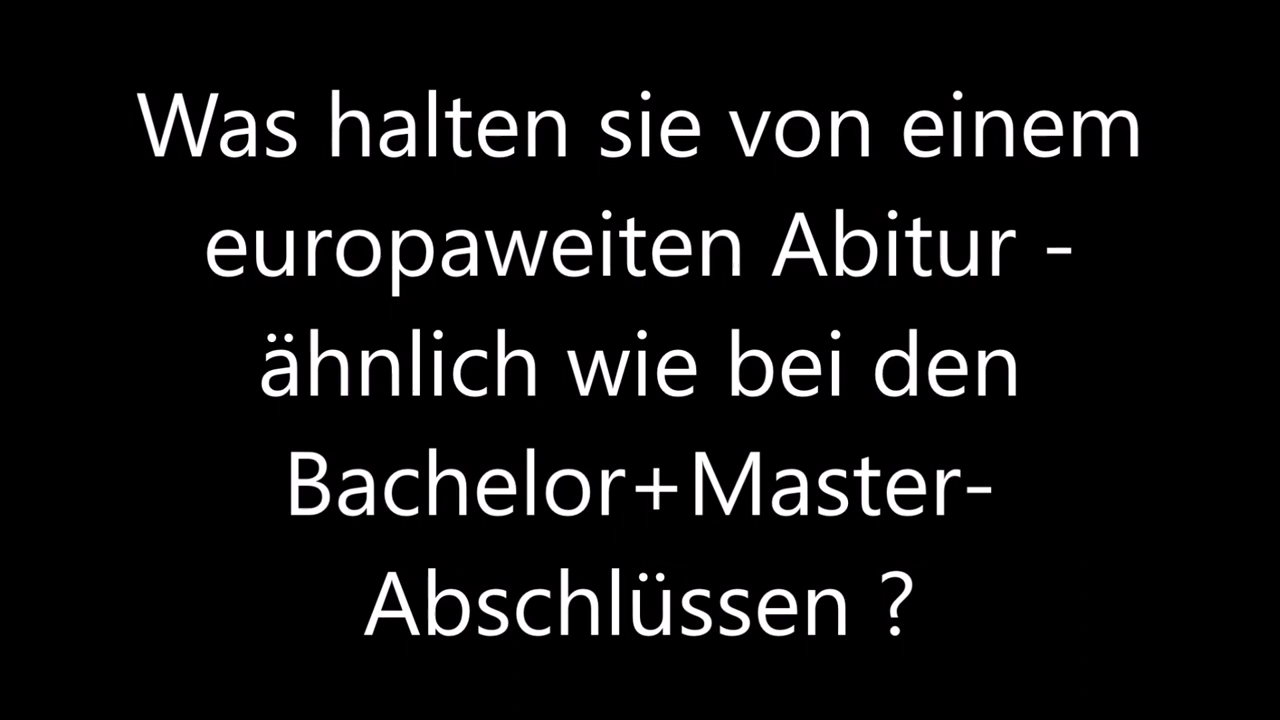 Was halten sie von einem
europaweiten Abitur -
ähnlich wie bei den
Bachelor+Master-
Abschlüssen ?